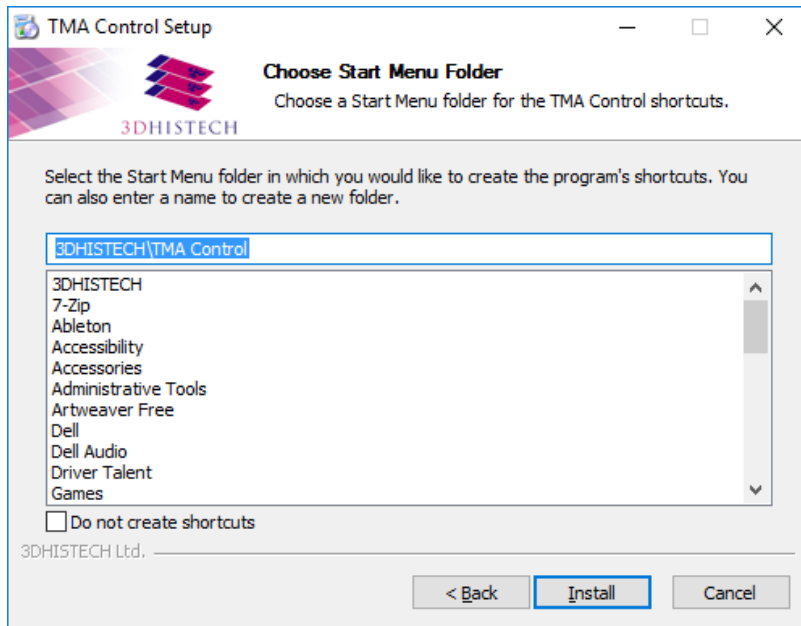 TMA Control Setup
Choose Start Menu Folder
Choose a Start Menu folder for the TMA Control shortcuts.
3DHISTECH
Select the Start Menu folder in which you would like to create the program's shortcuts. You
can also enter a name to create a new folder.
3DHISTECH\TMA Control
3DHISTECH
7-Zip
Ableton
Accessibility
Accessories
Administrative Tools
Artweaver Free
Dell
Dell Audio
Driver Talent
Games
Do not create shortcuts
3DHISTECH Ltd.
< Back Install Cancel